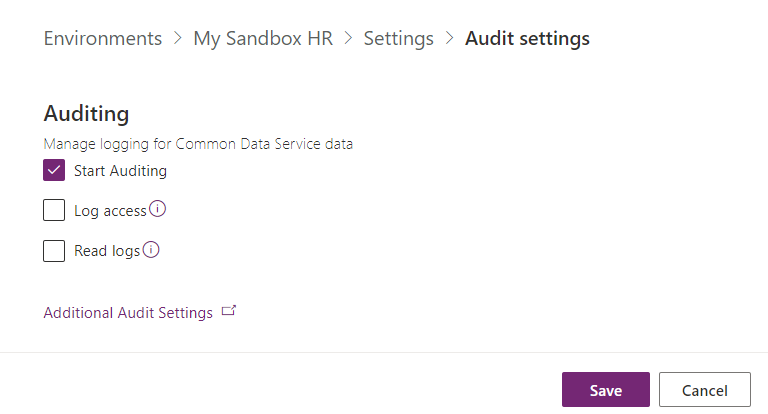 Environments > My Sandbox HR > Settings > Audit settings
Auditing
Manage logging for Common Data Service data
Start Auditing
Log access
Read logs
Additional Audit Settings
Save Cancel